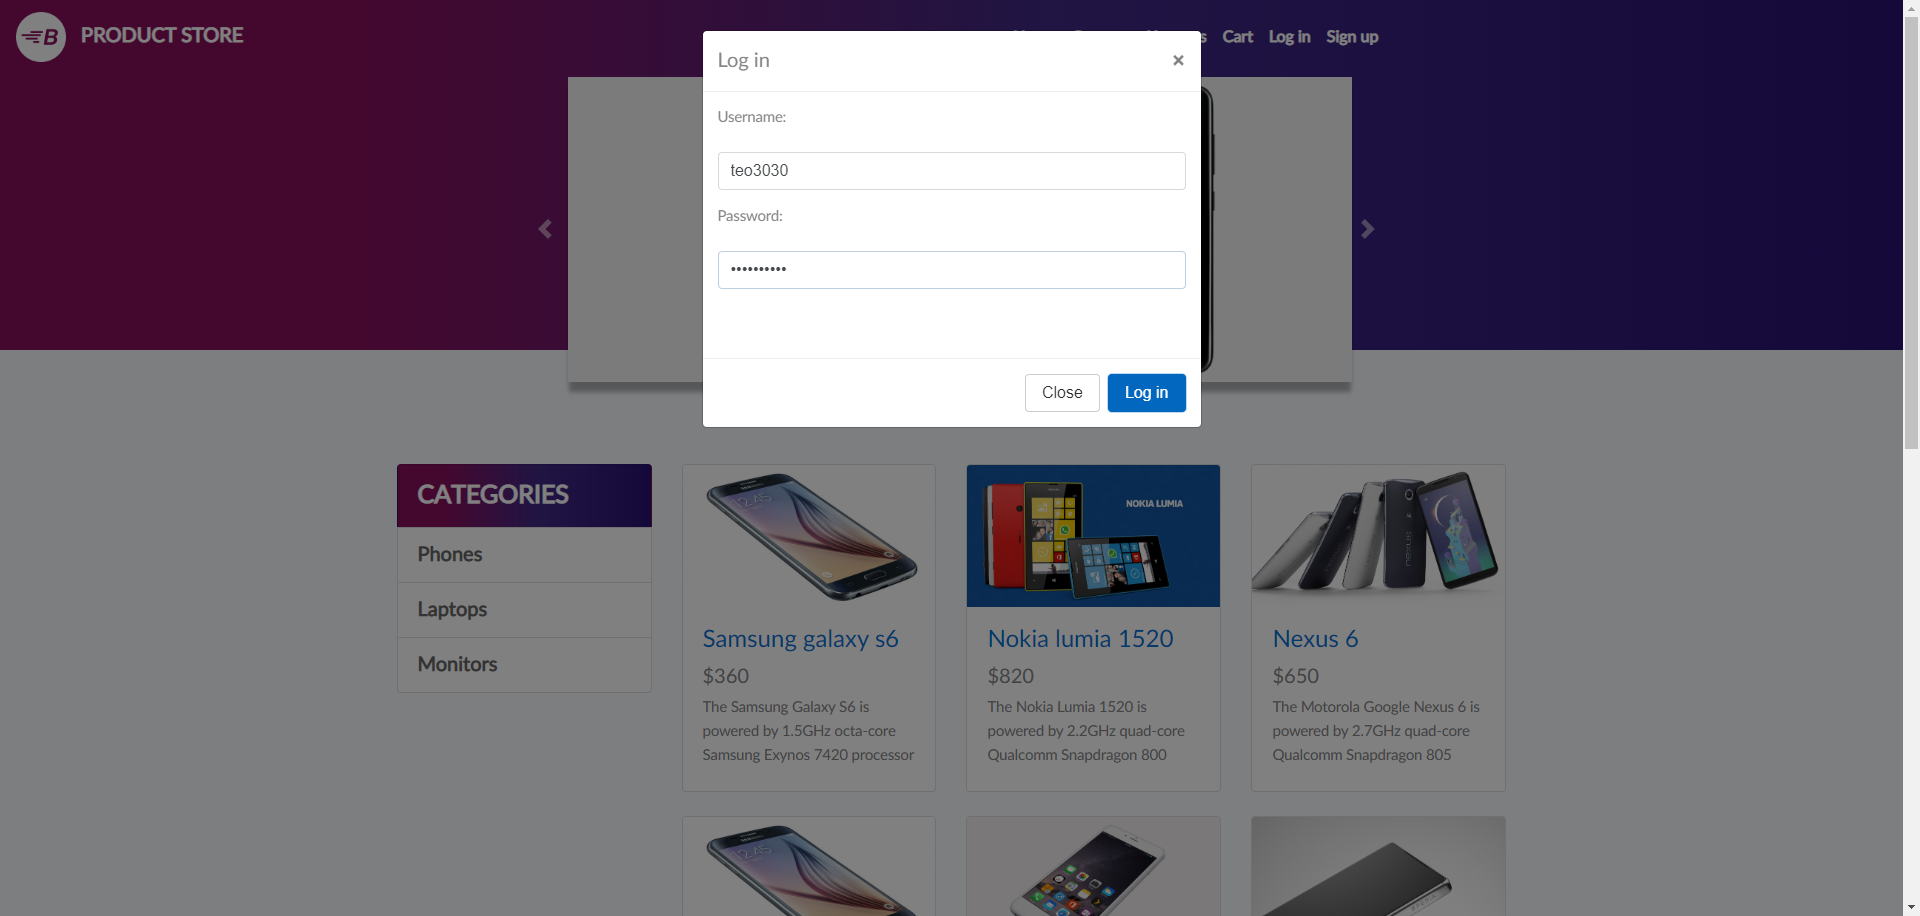 B PRODUCT STORE
Cart Log in Sign up
Log in ×
Username:
teo3030
Password:
••••••••••
Close Log in
CATEGORIES
Phones
Laptops
Monitors
NOKIA LUMIA
nexus
Samsung galaxy s6
$360
The Samsung Galaxy S6 is
powered by 1.5GHz octa-core
Samsung Exynos 7420 processor
Nokia lumia 1520
$820
The Nokia Lumia 1520 is
powered by 2.2GHz quad-core
Qualcomm Snapdragon 800
Nexus 6
$650
The Motorola Google Nexus 6 is
powered by 2.7GHz quad-core
Qualcomm Snapdragon 805